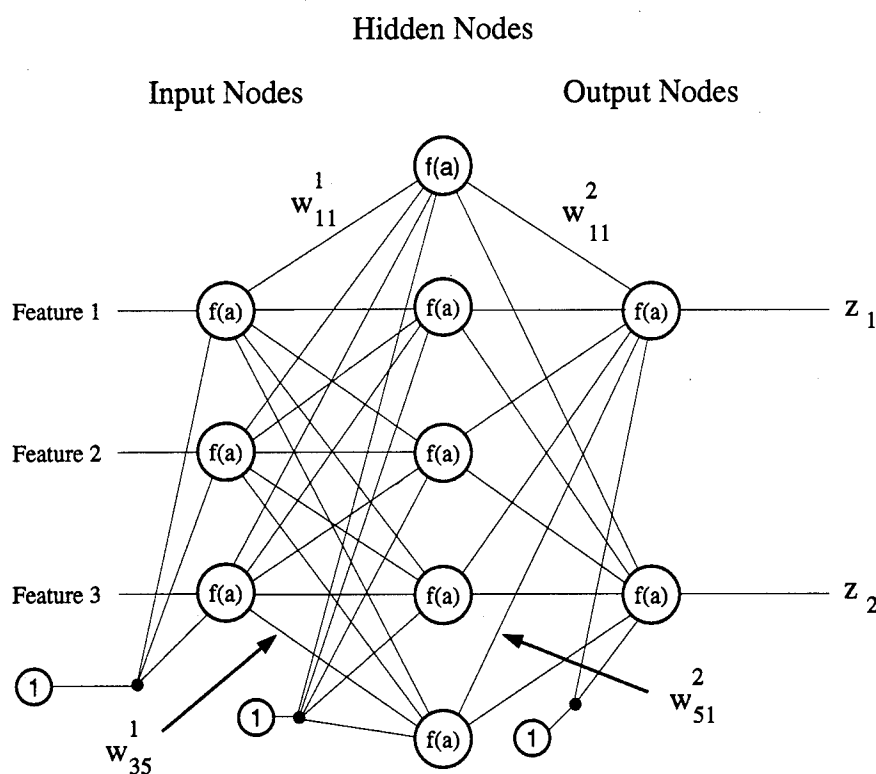 Hidden Nodes
Input Nodes
Output Nodes
f(a)
w 1 11
w 2 11
Feature 1
f(a)
f(a)
f(a)
z 1
Feature 2
f(a)
f(a)
Feature 3
f(a)
f(a)
f(a)
z 2
1
1
1
f(a)
w 1 35
w 2 51